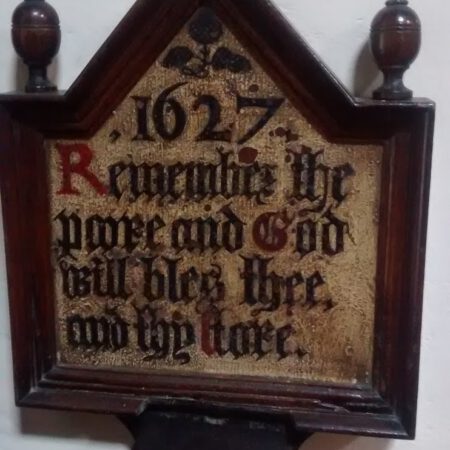 1627
Remember the
poore and God
will bles thee,
and thy store.